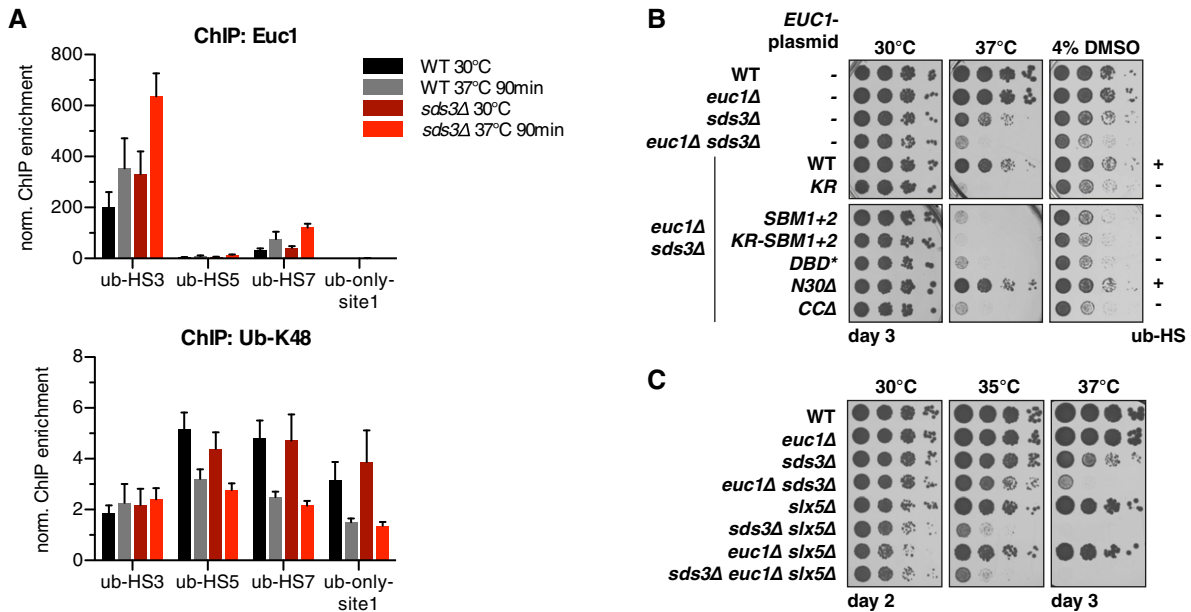 A
ChIP: Euc1
norm. ChIP enrichment
800
600
400
200
0
ub-HS3
ub-HS5
ub-HS7
ub-only-
site1
WT 30°C
WT 37°C 90min
sds3Δ 30°C
sds3Δ 37°C 90min
ChIP: Ub-K48
norm. ChIP enrichment
8
6
4
2
0
ub-HS3
ub-HS5
ub-HS7
ub-only-
site1
B
EUC1-
plasmid
30°C
37°C
4% DMSO
WT -
euc1Δ -
sds3Δ -
euc1Δ sds3Δ -
WT +
KR -
euc1Δ
sds3Δ
SBM1+2 -
KR-SBM1+2 -
DBD* -
N30Δ +
CCΔ -
day 3
ub-HS
C
30°C
35°C
37°C
WT
euc1Δ
sds3Δ
euc1Δ sds3Δ
slx5Δ
sds3Δ slx5Δ
euc1Δ slx5Δ
sds3Δ euc1Δ slx5Δ
day 2
day 3